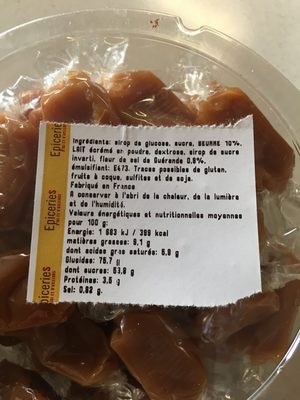 Epiceries
Epiceries
Epiceries
Ingrédients: sirop de glucose, sucre, BEURRE 10%,
LAIT écrémé en poudre, dextrose, sirop de sucre
inverti, fleur de sel de Guérande 0,8%,
émulsifiant: E473. Traces possibles de gluten,
fruits à coque, sulfites et de soja.
Fabriqué en France
A conserver à l'abri de la chaleur, de la lumière
et de l'humidité.
Valeurs énergétiques et nutritionnelles moyennes
pour 100 g:
Energie: 1 683 kJ / 399 kcal
matières grasses: 9,1 g
dont acides gras saturés: 5,9 g
Glucides: 75,7 g
dont sucres: 53,8 g
Protéines: 3,5 g
Sel: 0,82 g.